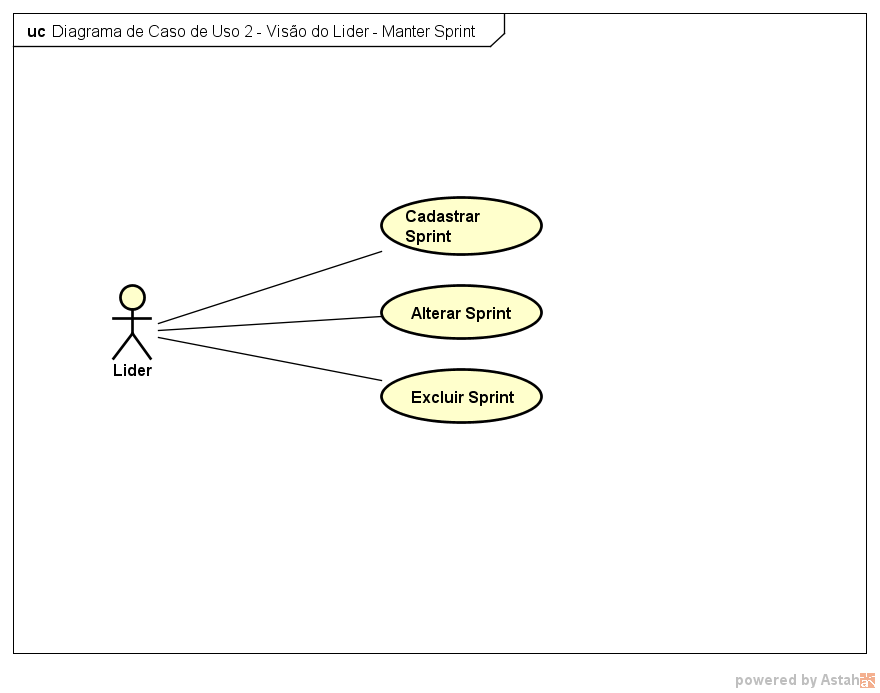 uc Diagrama de Caso de Uso 2 - Visão do Lider - Manter Sprint
Cadastrar
Sprint
Alterar Sprint
Lider
Excluir Sprint
powered by Astah